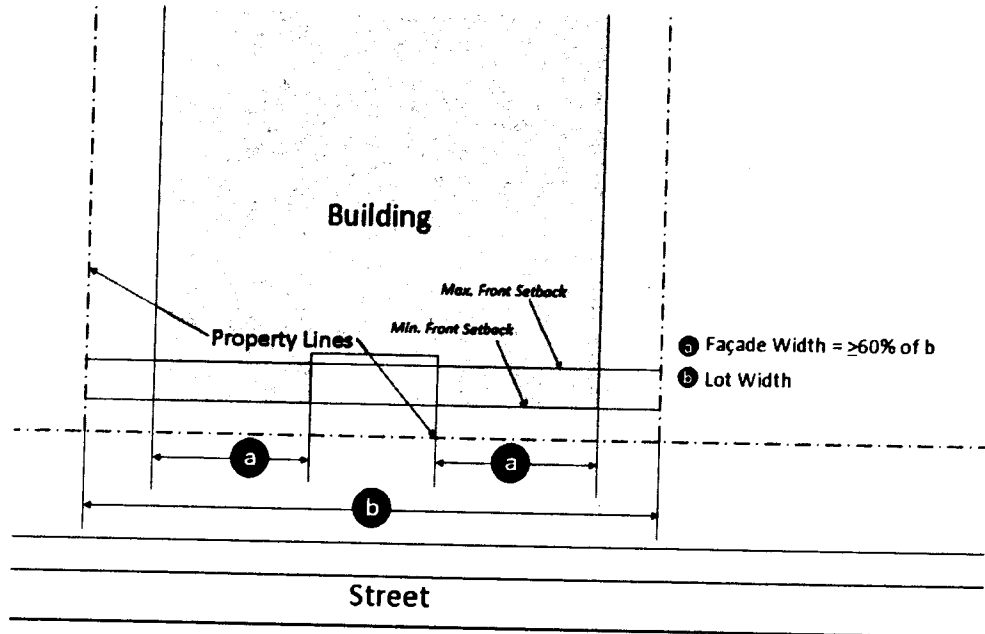 Building
Max. Front Setback
Min. Front Setback
Property Lines
a Façade Width = ≥60% of b
b Lot Width
a
a
b
Street